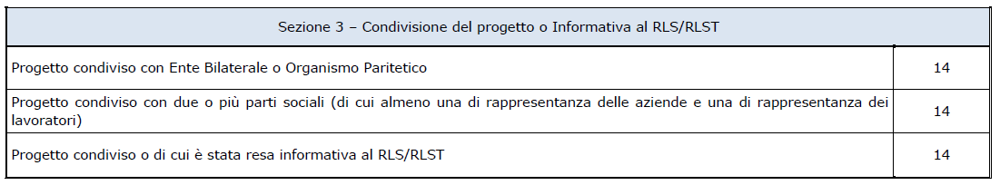 Sezione 3 – Condivisione del progetto o Informativa al RLS/RLST
Progetto condiviso con Ente Bilaterale o Organismo Paritetico 14
Progetto condiviso con due o più parti sociali (di cui almeno una di rappresentanza delle aziende e una di rappresentanza dei
lavoratori) 14
Progetto condiviso o di cui è stata resa informativa al RLS/RLST 14